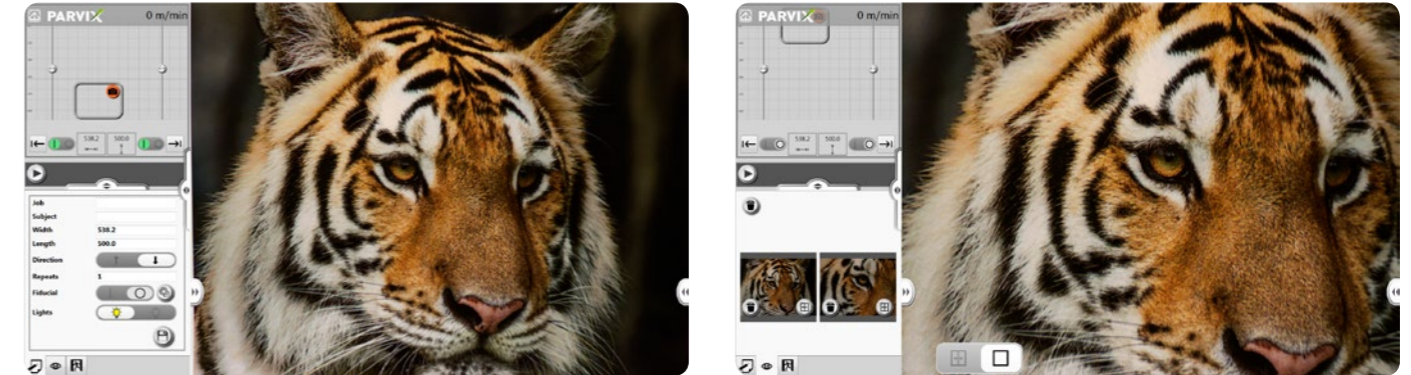 PARVIX 0 m/min
538.2 500.0
Job
Subject
Width 538.2
Length 500.0
Direction
Repeats 1
Fiducial
Lights
PARVIX 0 m/min
538.2 500.0